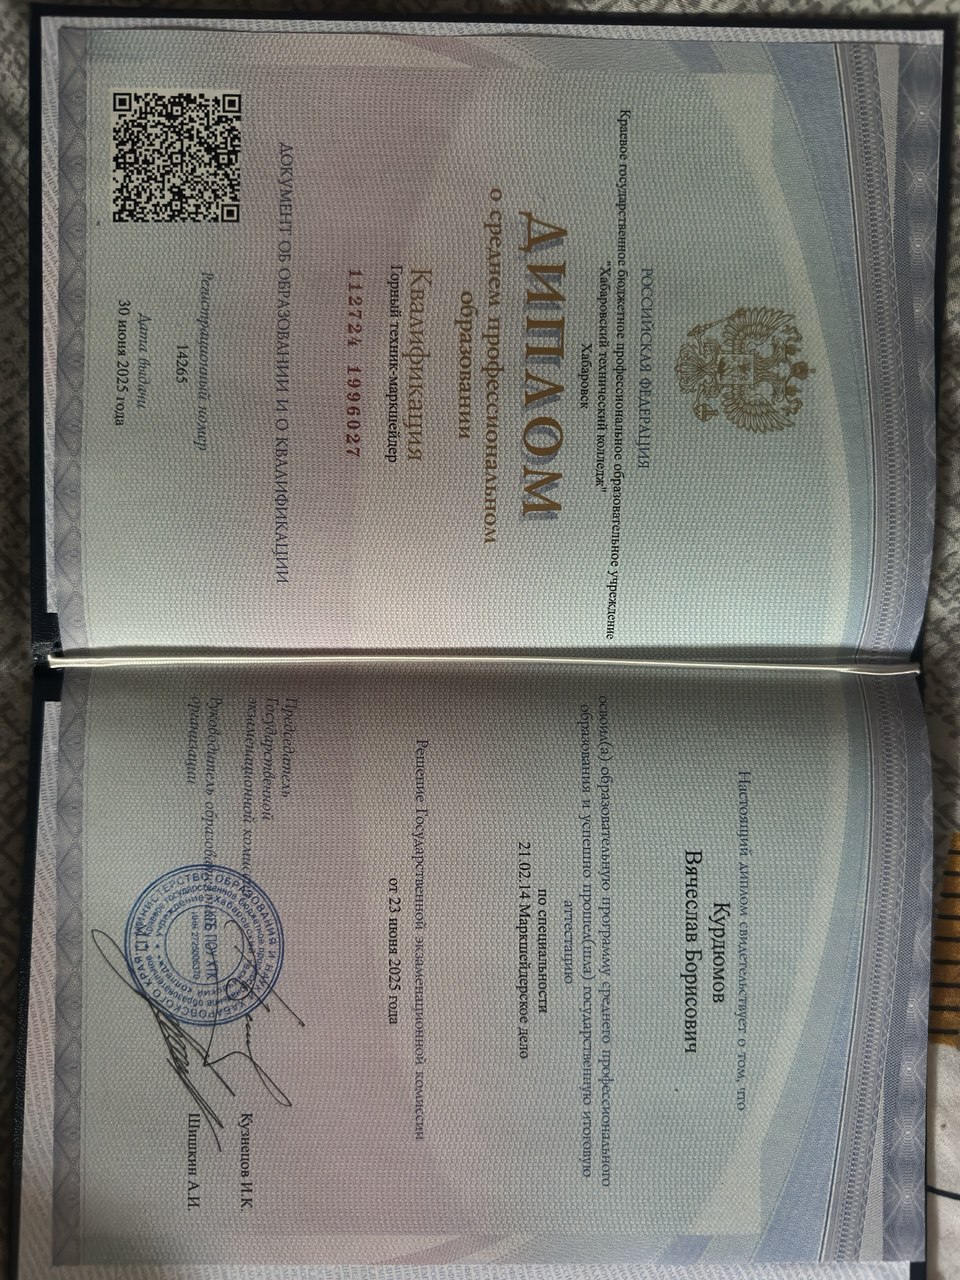 РОССИЙСКАЯ ФЕДЕРАЦИЯ
Краевое государственное бюджетное профессиональное образовательное учреждение
"Хабаровский технический колледж"
Хабаровск
ДИПЛОМ
о среднем профессиональном
образовании
Квалификация
Горный техник-маркшейдер
112724 1996027
ДОКУМЕНТ ОБ ОБРАЗОВАНИИ И О КВАЛИФИКАЦИИ
Регистрационный номер
14265
Дата выдачи
30 июня 2025 года
Настоящий диплом свидетельствует о том, что
Курдюмов
Вячеслав Борисович
освоил(а) образовательную программу среднего профессионального
образования и успешно прошел(шла) государственную итоговую
аттестацию
по специальности
21.02.14 Маркшейдерское дело
Решение Государственной экзаменационной комиссии
от 23 июня 2025 года
Председатель
Государственной
экзаменационной комиссии
Кузнецов И.К.
Руководитель образовательной
организации
Шишкин А.И.
КГБ ПОУ ХТК
ИНН 2725006370
М.П.